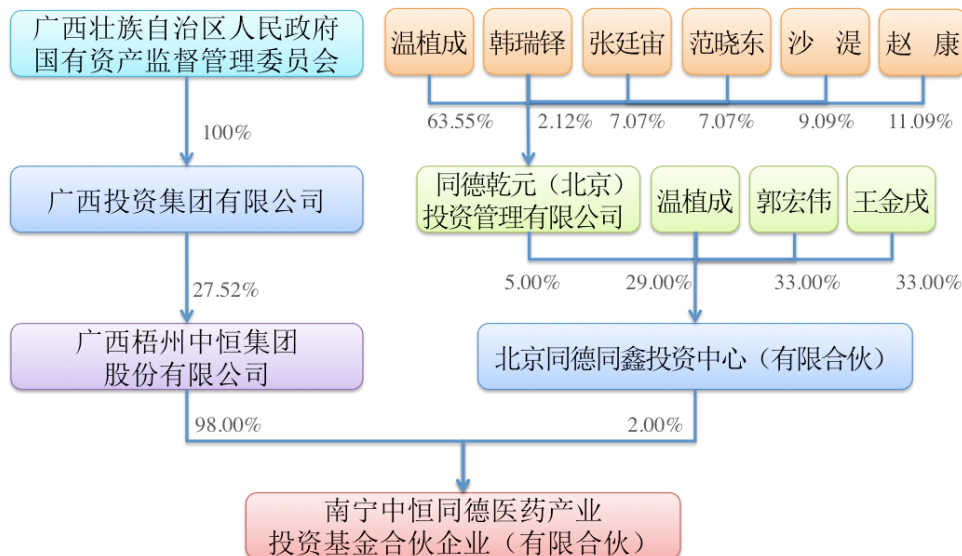 广西壮族自治区人民政府
国有资产监督管理委员会
温植成
韩瑞铎
张廷宙
范晓东
沙 湜
赵 康
100%
63.55%
2.12%
7.07%
7.07%
9.09%
11.09%
广西投资集团有限公司
同德乾元（北京）
投资管理有限公司
温植成
郭宏伟
王金戌
27.52%
5.00%
29.00%
33.00%
33.00%
广西梧州中恒集团
股份有限公司
北京同德同鑫投资中心（有限合伙）
98.00%
2.00%
南宁中恒同德医药产业
投资基金合伙企业（有限合伙）